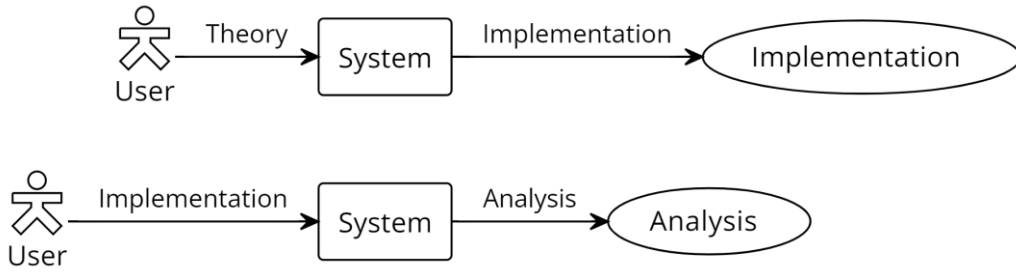 Theory
Implementation
System
Implementation
User
Implementation
Analysis
System
Analysis
User